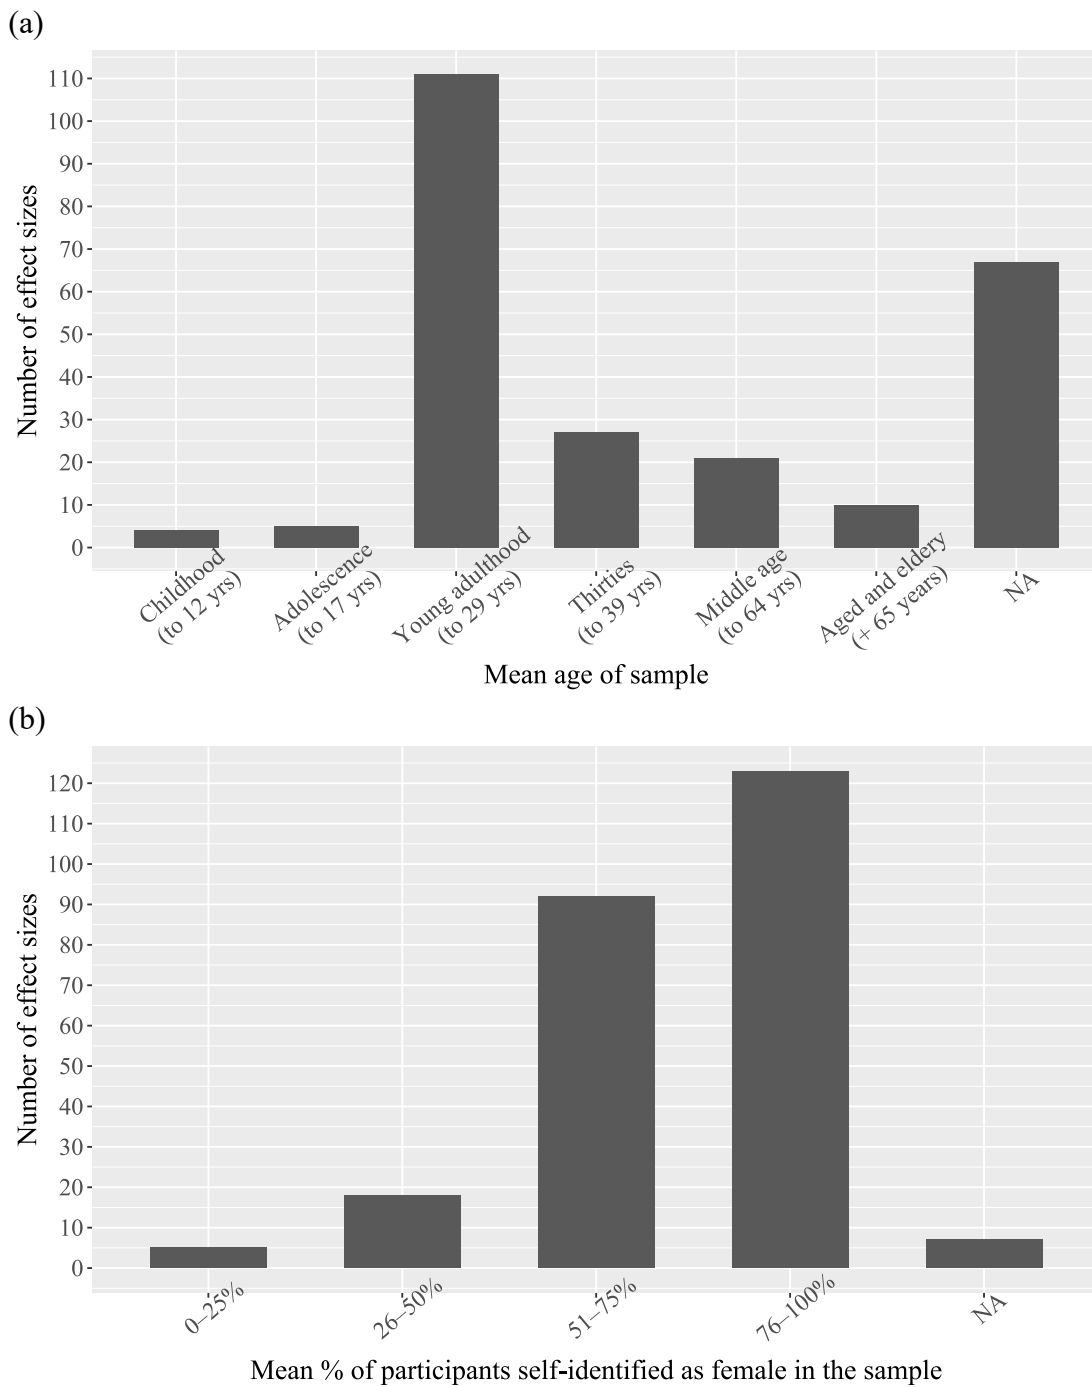 (a)
Number of effect sizes
110
100
90
80
70
60
50
40
30
20
10
0
Childhood
(to 12 yrs)
Adolescence
(to 17 yrs)
Young adulthood
(to 29 yrs)
Thirties
(to 39 yrs)
Middle age
(to 64 yrs)
Aged and eldery
(+ 65 years)
NA
Mean age of sample
(b)
Number of effect sizes
120
110
100
90
80
70
60
50
40
30
20
10
0
0–25%
26–50%
51–75%
76–100%
NA
Mean % of participants self-identified as female in the sample